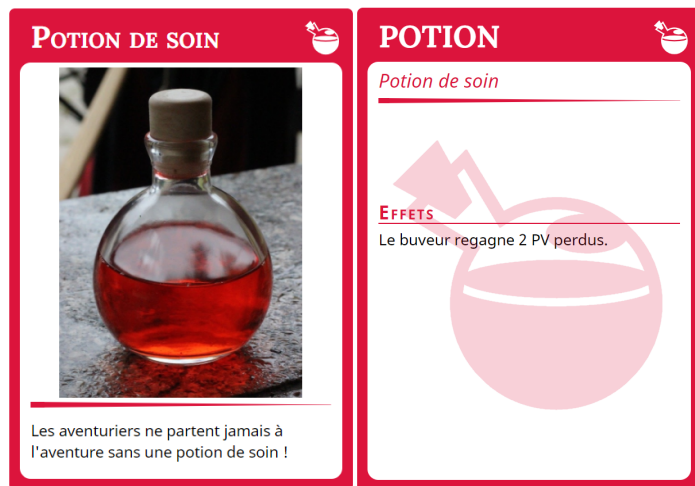 Potion de soin
Les aventuriers ne partent jamais à
l'aventure sans une potion de soin !
POTION
Potion de soin
Effets
Le buveur regagne 2 PV perdus.